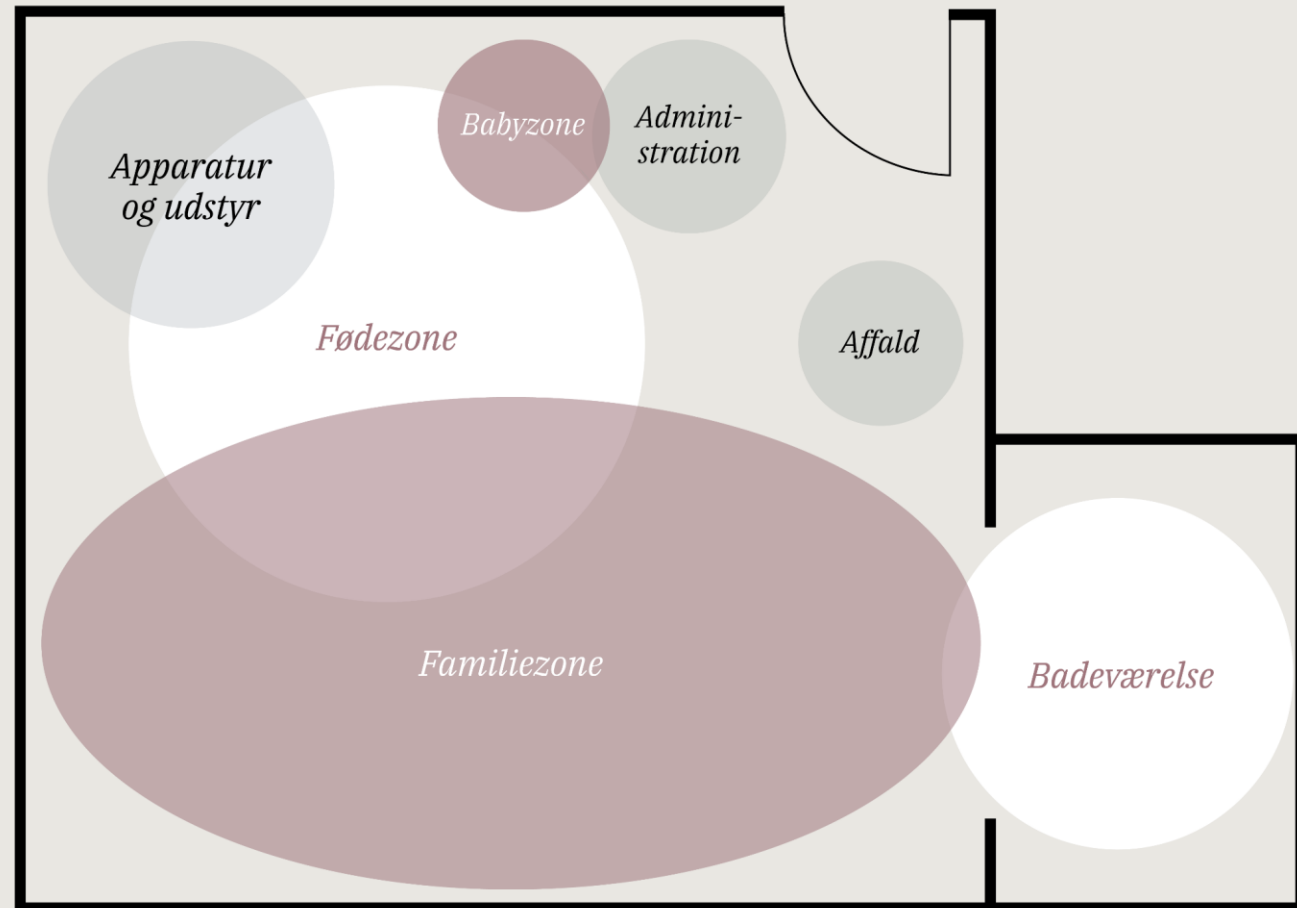 Apparatur
og udstyr
Babyzone
Admini-
stration
Fødezone
Affald
Familiezone
Badeværelse